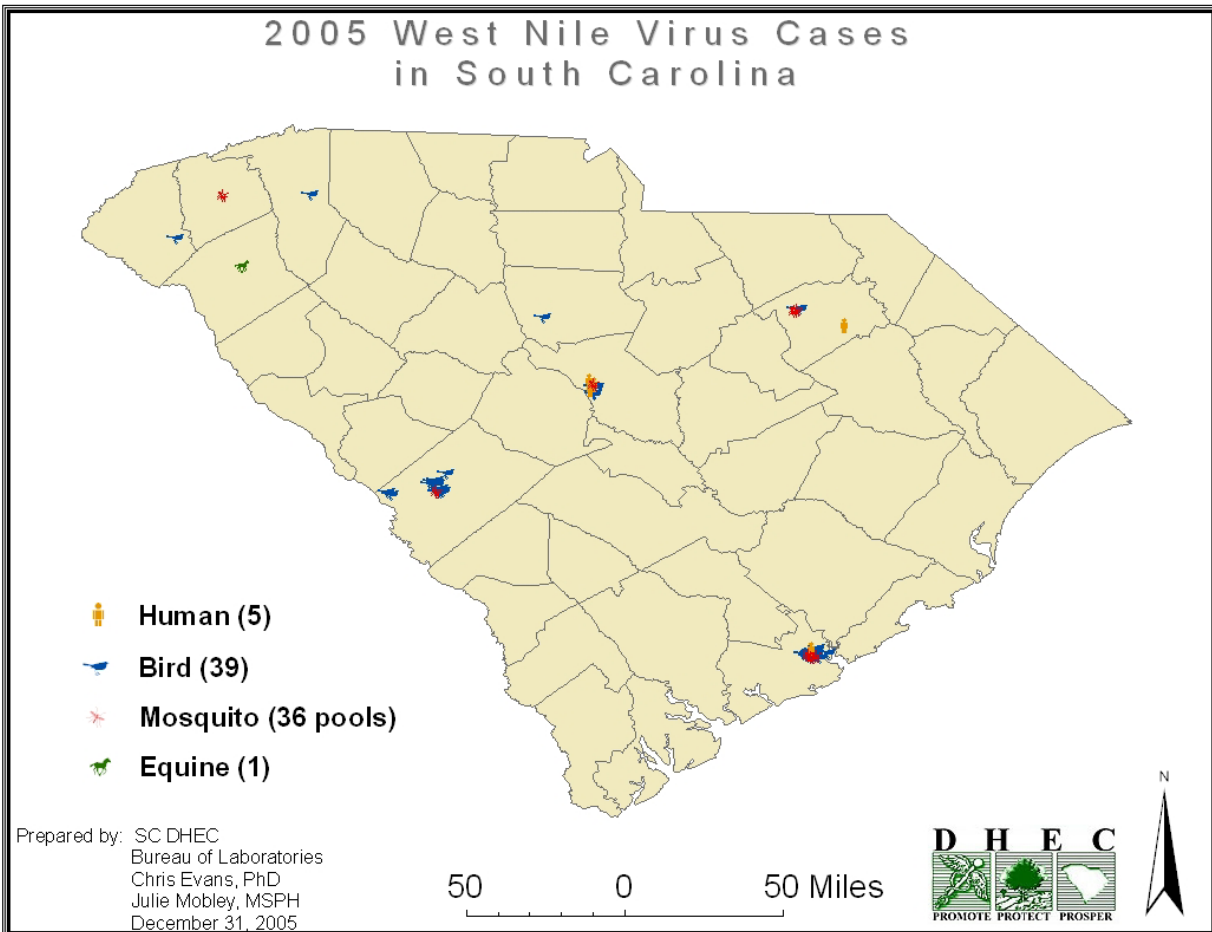 2005 West Nile Virus Cases
in South Carolina
Human (5)
Bird (39)
Mosquito (36 pools)
Equine (1)
Prepared by: SC DHEC
Bureau of Laboratories
Chris Evans, PhD
Julie Mobley, MSPH
December 31, 2005
50 0 50 Miles
D H E C
PROMOTE PROTECT PROSPER
N